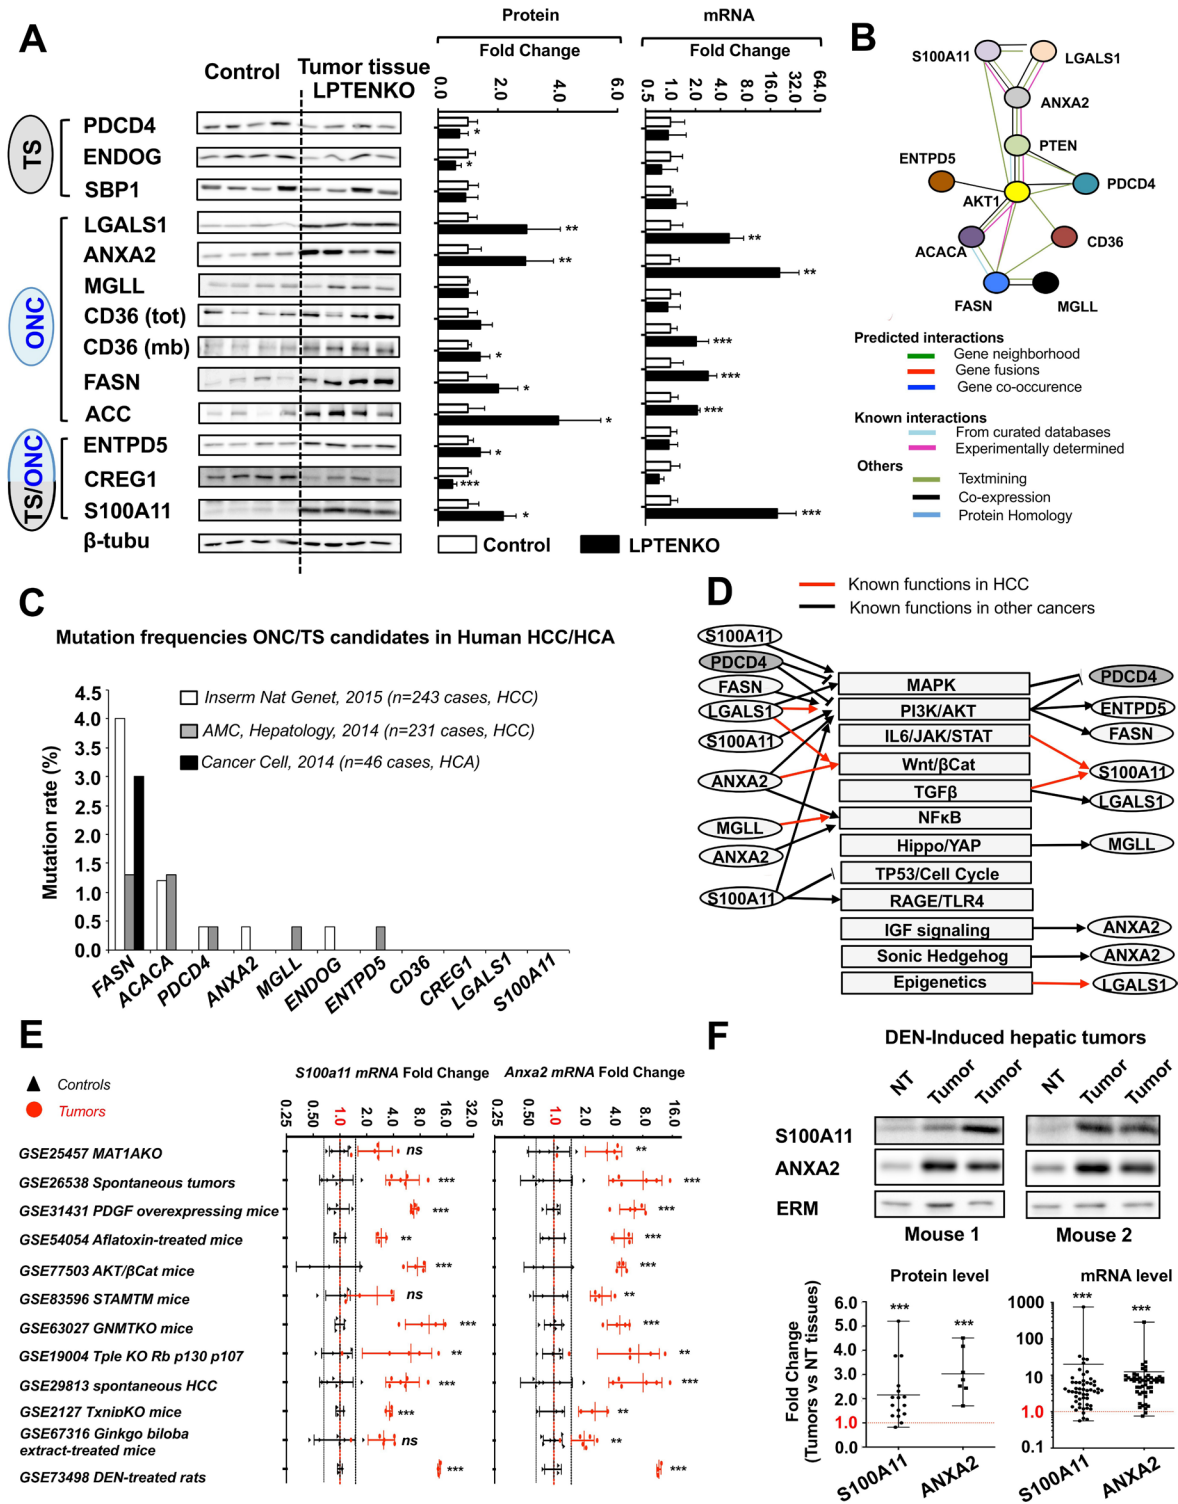 A
Protein
mRNA
Fold Change
Fold Change
Control
Tumor tissue
LPTENKO
0.0
2.0
4.0
6.0
0.5
1.0
2.0
4.0
8.0
16.0
32.0
64.0
TS
PDCD4
*
ENDOG
*
SBP1
ONC
LGALS1
** **
ANXA2
** **
MGLL
CD36 (tot)
***
CD36 (mb)
* ***
FASN
* ***
ACC
*
TS/ONC
ENTPD5
*
CREG1
***
S100A11
* ***
β-tubu
Control
LPTENKO
B
S100A11
LGALS1
ANXA2
PTEN
ENTPD5
PDCD4
AKT1
ACACA
CD36
FASN
MGLL
Predicted interactions
Gene neighborhood
Gene fusions
Gene co-occurence
Known interactions
From curated databases
Experimentally determined
Others
Textmining
Co-expression
Protein Homology
C
Mutation frequencies ONC/TS candidates in Human HCC/HCA
Mutation rate (%)
4.5
4.0
3.5
3.0
2.5
2.0
1.5
1.0
0.5
0.0
Inserm Nat Genet, 2015 (n=243 cases, HCC)
AMC, Hepatology, 2014 (n=231 cases, HCC)
Cancer Cell, 2014 (n=46 cases, HCA)
FASN
ACACA
PDCD4
ANXA2
MGLL
ENDOG
ENTPD5
CD36
CREG1
LGALS1
S100A11
D
Known functions in HCC
Known functions in other cancers
S100A11
PDCD4
FASN
LGALS1
S100A11
ANXA2
MGLL
ANXA2
S100A11
MAPK
PI3K/AKT
IL6/JAK/STAT
Wnt/βCat
TGFβ
NFκB
Hippo/YAP
TP53/Cell Cycle
RAGE/TLR4
IGF signaling
Sonic Hedgehog
Epigenetics
PDCD4
ENTPD5
FASN
S100A11
LGALS1
MGLL
ANXA2
ANXA2
LGALS1
E
Controls
Tumors
S100a11 mRNA Fold Change
Anxa2 mRNA Fold Change
0.25
0.50
1.0
2.0
4.0
8.0
16.0
32.0
0.25
0.50
1.0
2.0
4.0
8.0
16.0
GSE25457 MAT1AKO
ns **
GSE26538 Spontaneous tumors
*** ***
GSE31431 PDGF overexpressing mice
*** ***
GSE54054 Aflatoxin-treated mice
** ***
GSE77503 AKT/βCat mice
*** ***
GSE83596 STAMTM mice
ns **
GSE63027 GNMTKO mice
*** ***
GSE19004 Tple KO Rb p130 p107
** **
GSE29813 spontaneous HCC
*** ***
GSE2127 TxnipKO mice
*** **
GSE67316 Ginkgo biloba
extract-treated mice
ns **
GSE73498 DEN-treated rats
*** ***
F
DEN-Induced hepatic tumors
NT
Tumor
Tumor
NT
Tumor
Tumor
S100A11
ANXA2
ERM
Mouse 1
Mouse 2
Fold Change
(Tumors vs NT tissues)
Protein level
6.0
5.0
4.0
3.0
2.0
1.0
0.0
***
***
S100A11
ANXA2
mRNA level
1000
100
10
1.0
0.1
***
***
S100A11
ANXA2